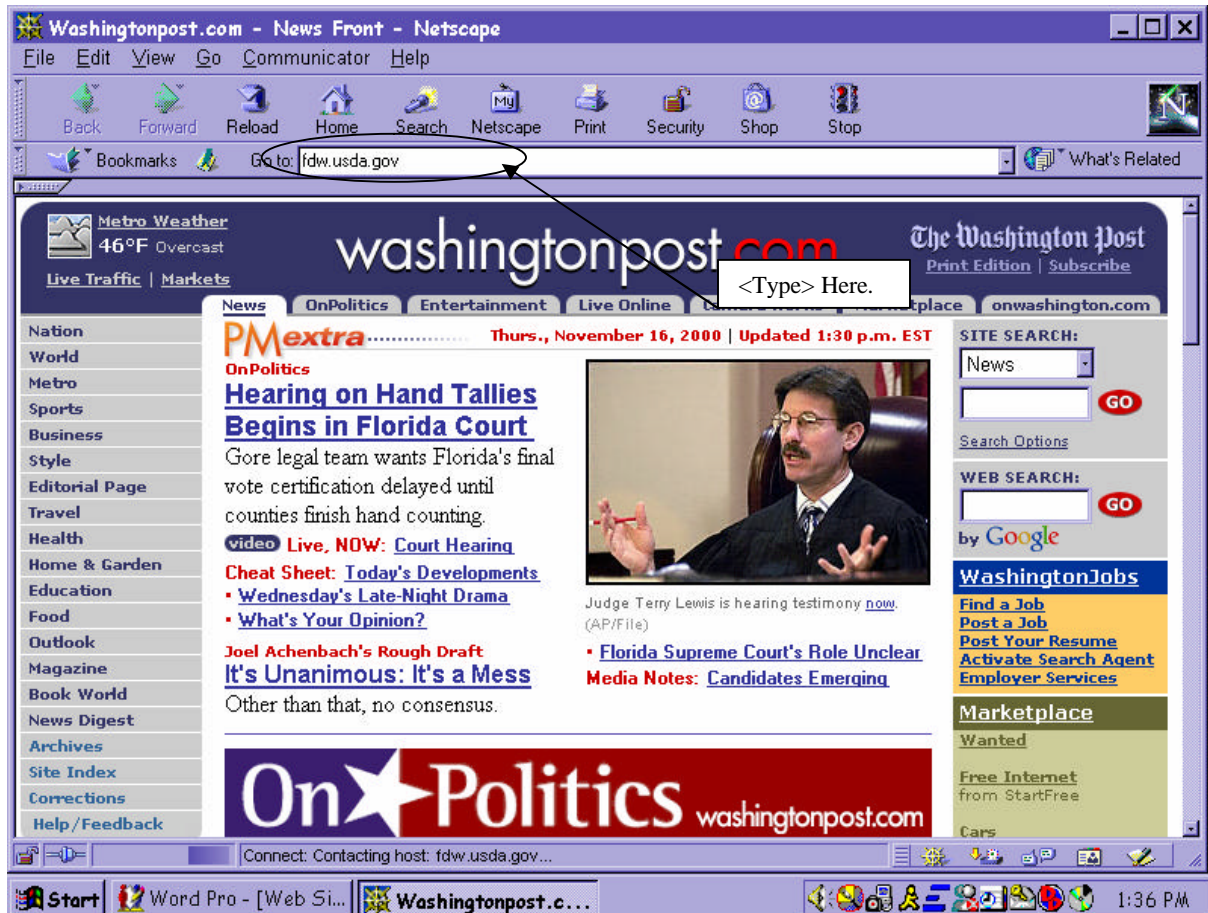 Washingtonpost.com - News Front - Netscape
File Edit View Go Communicator Help
Back Forward Reload Home Search Netscape Print Security Shop Stop
My
N
Bookmarks Go to: fdw.usda.gov What's Related
Metro Weather
46°F Overcast
Live Traffic | Markets
washingtonpost.com
The Washington Post
Print Edition | Subscribe
<Type> Here.
News OnPolitics Entertainment Live Online onwashington.com
Nation
World
Metro
Sports
Business
Style
Editorial Page
Travel
Health
Home & Garden
Education
Food
Outlook
Magazine
Book World
News Digest
Archives
Site Index
Corrections
Help/Feedback
PMextra
Thurs., November 16, 2000 | Updated 1:30 p.m. EST
OnPolitics
Hearing on Hand Tallies
Begins in Florida Court
Gore legal team wants Florida's final
vote certification delayed until
counties finish hand counting.
video Live, NOW: Court Hearing
Cheat Sheet: Today's Developments
• Wednesday's Late-Night Drama
• What's Your Opinion?
Joel Achenbach's Rough Draft
It's Unanimous: It's a Mess
Other than that, no consensus.
Judge Terry Lewis is hearing testimony now.
(AP/File)
• Florida Supreme Court's Role Unclear
Media Notes: Candidates Emerging
On Politics washingtonpost.com
SITE SEARCH:
News
GO
Search Options
WEB SEARCH:
GO
by Google
WashingtonJobs
Find a Job
Post a Job
Post Your Resume
Activate Search Agent
Employer Services
Marketplace
Wanted
Free Internet
from StartFree
Cars
Connect: Contacting host: fdw.usda.gov...
Start Word Pro - [Web Si... Washingtonpost.c... 1:36 PM